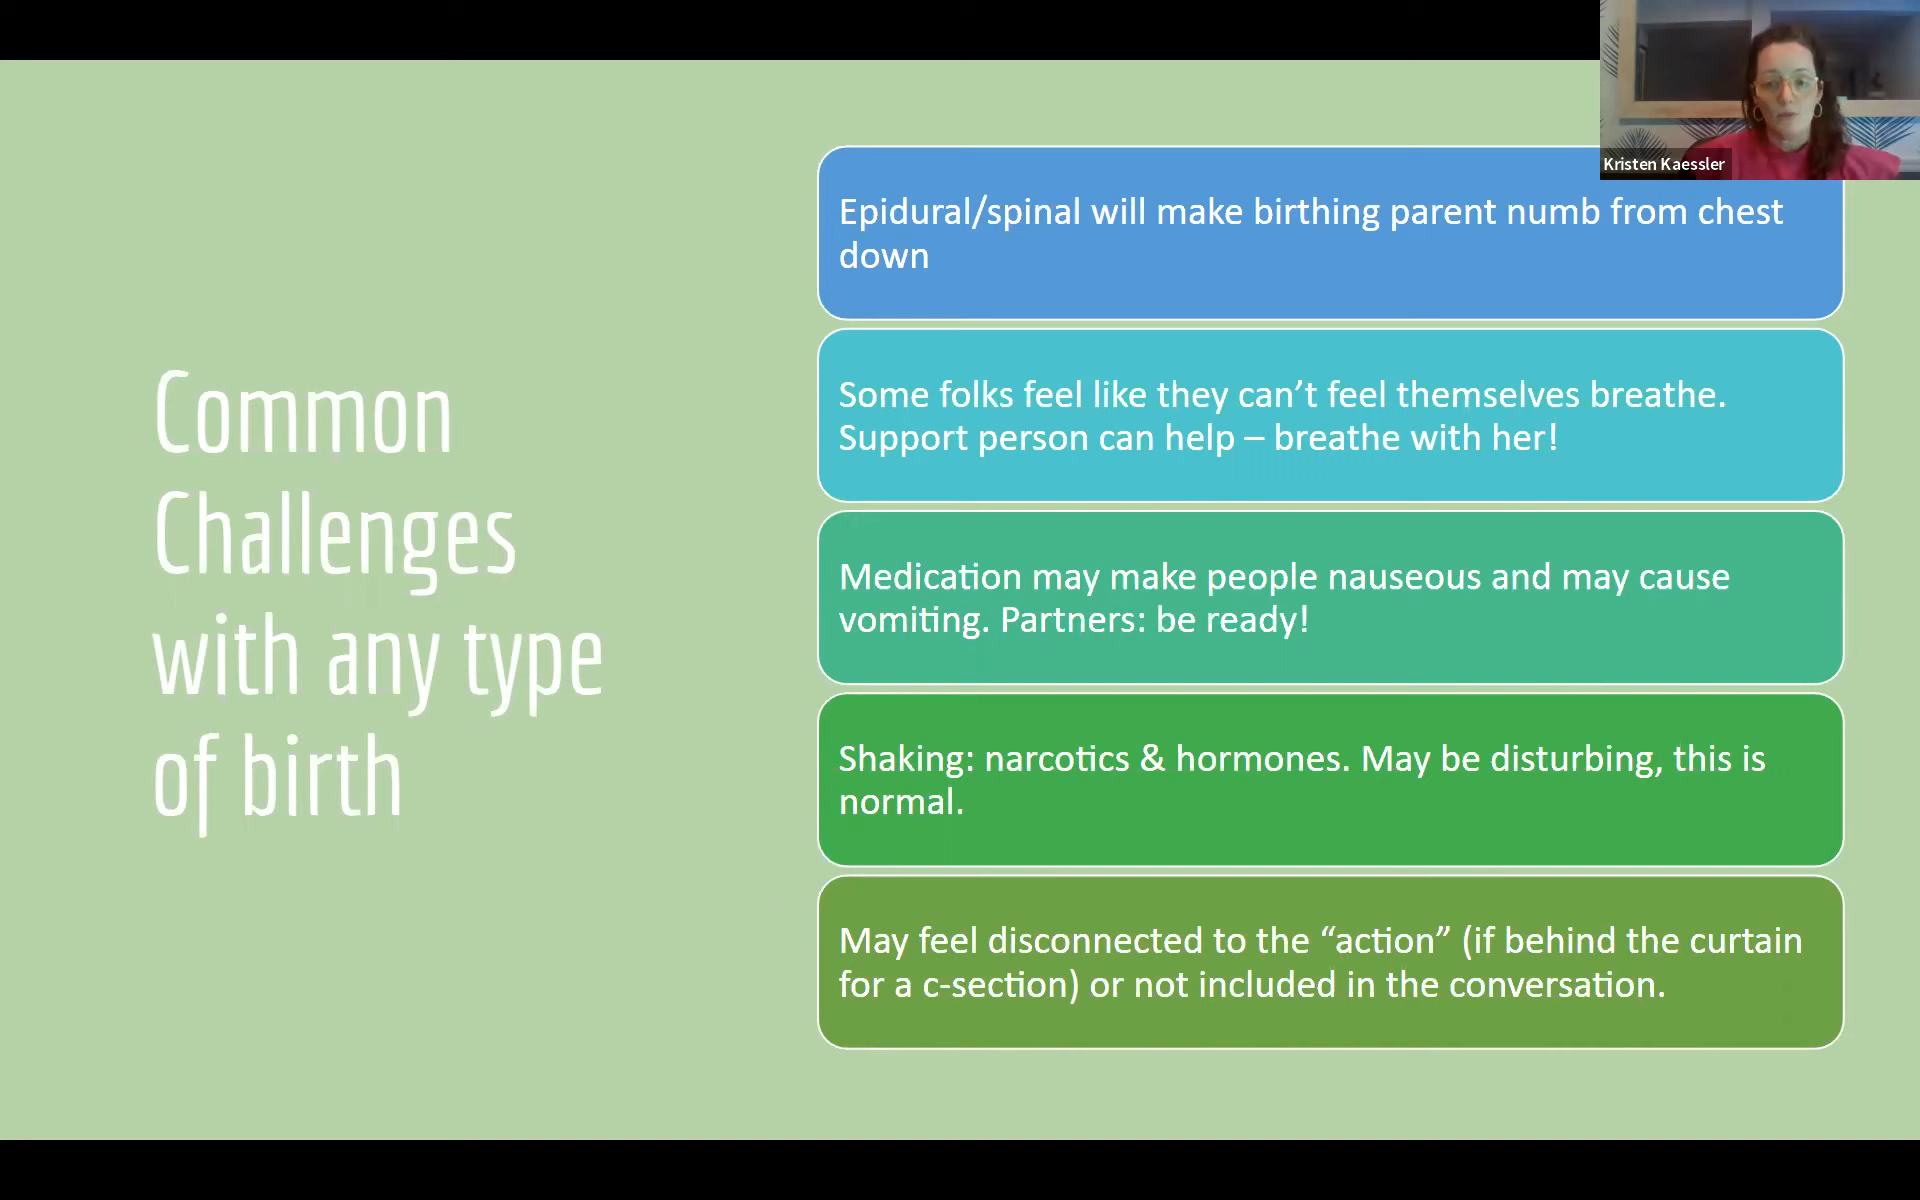 Common
Challenges
with any type
of birth
Kristen Kaessler
Epidural/spinal will make birthing parent numb from chest
down
Some folks feel like they can’t feel themselves breathe.
Support person can help – breathe with her!
Medication may make people nauseous and may cause
vomiting. Partners: be ready!
Shaking: narcotics & hormones. May be disturbing, this is
normal.
May feel disconnected to the “action” (if behind the curtain
for a c-section) or not included in the conversation.